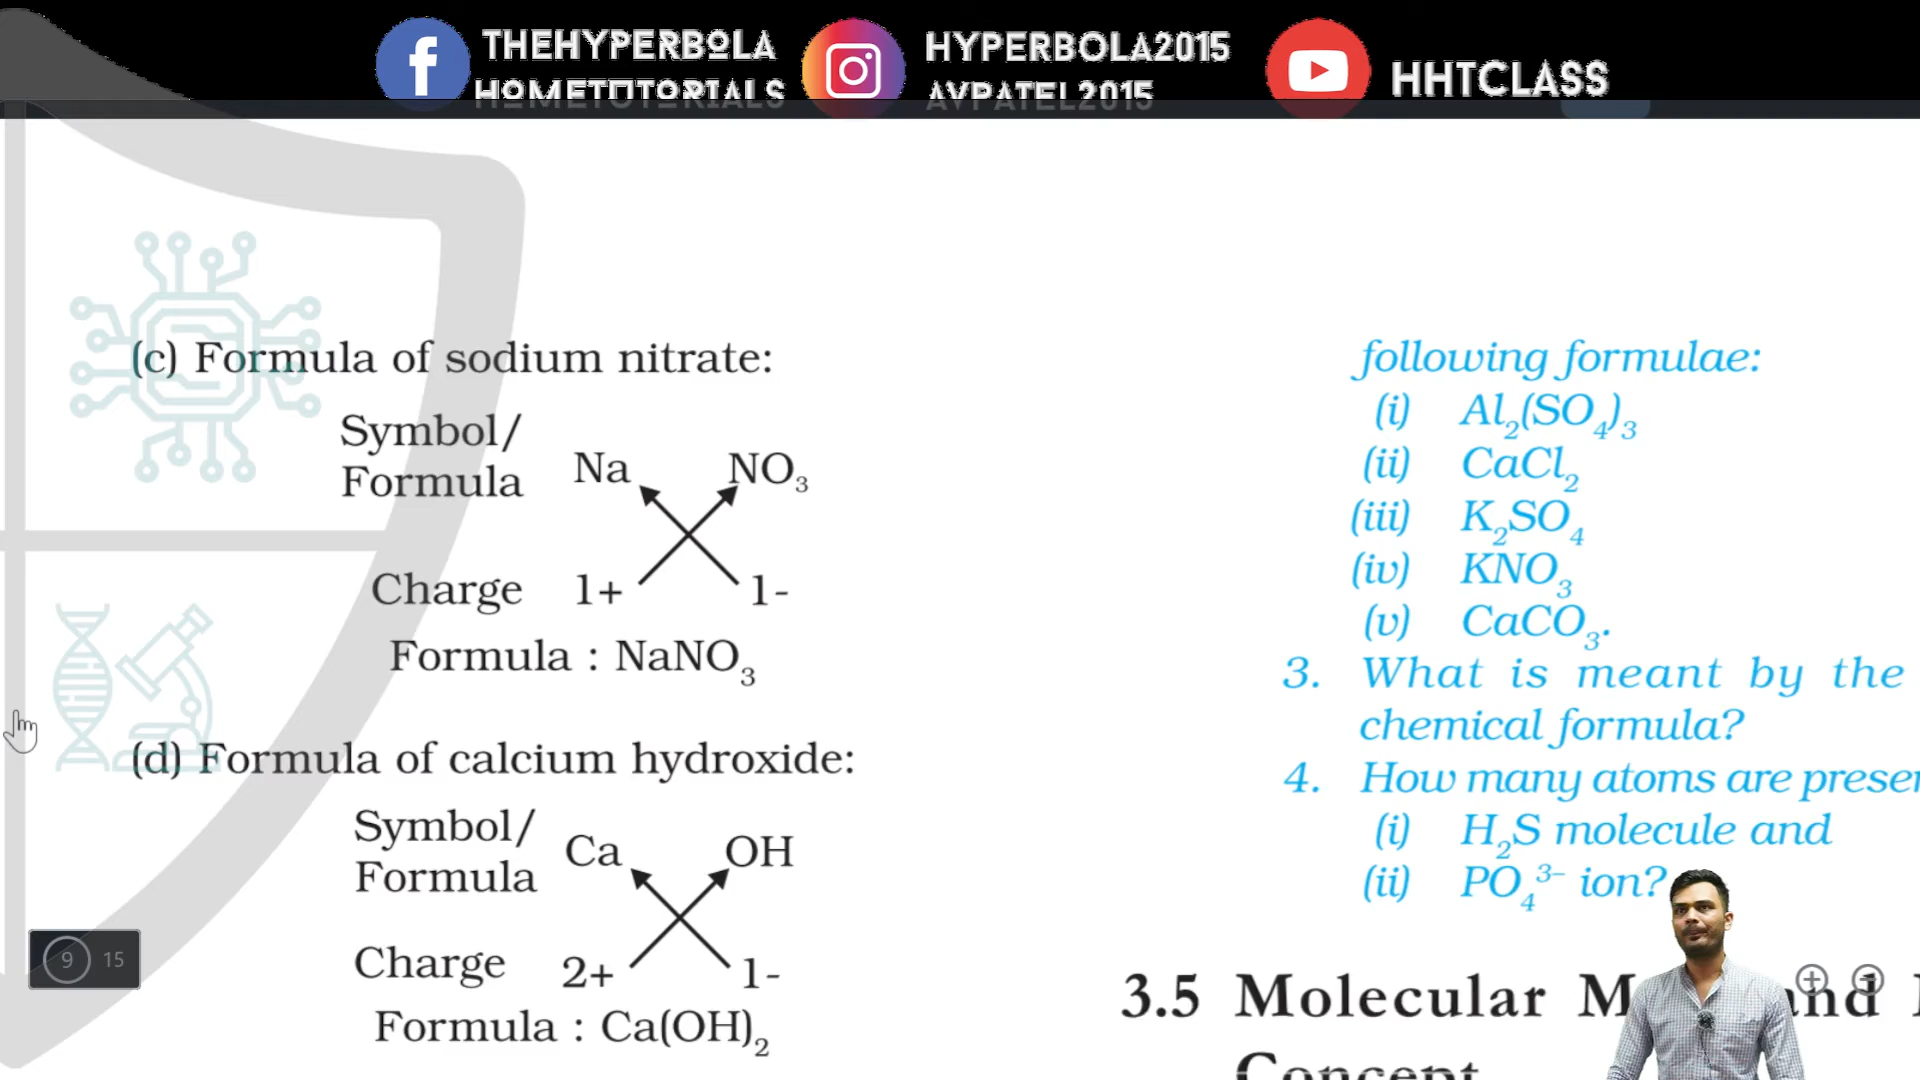 THEHYPERBOLA
HOMETUTORIALS
HYPERBOLA2015
AVPATEL2015
HHTCLASS
(c) Formula of sodium nitrate:
Symbol/
Formula Na NO₃
Charge 1+ 1-
Formula : NaNO₃
(d) Formula of calcium hydroxide:
Symbol/
Formula Ca OH
Charge 2+ 1-
Formula : Ca(OH)₂
9 15
following formulae:
(i) Al₂(SO₄)₃
(ii) CaCl₂
(iii) K₂SO₄
(iv) KNO₃
(v) CaCO₃.
3. What is meant by the
chemical formula?
4. How many atoms are
(i) H₂S molecule and
(ii) PO₄³⁻ ion?
3.5 Molecular
Concept